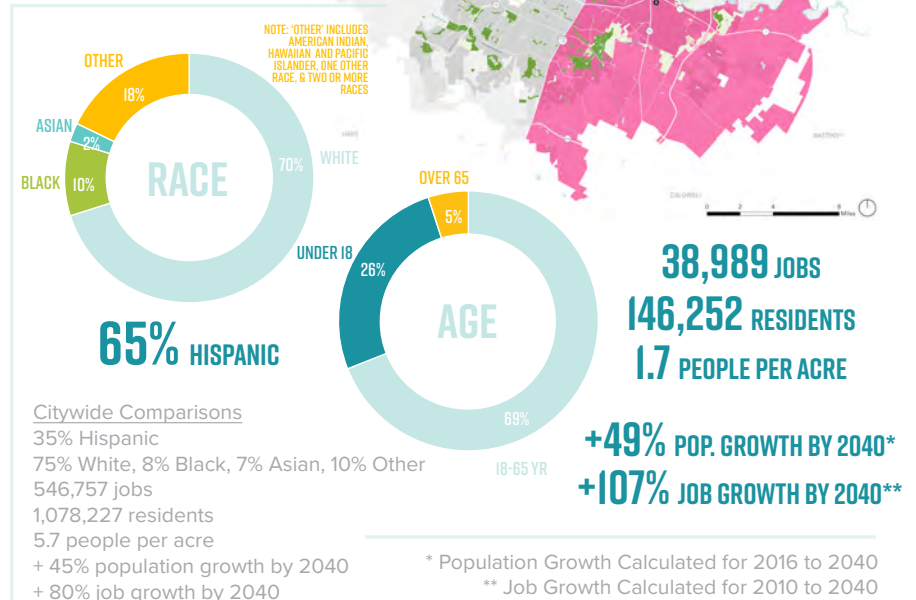 NOTE: 'OTHER' INCLUDES
AMERICAN INDIAN,
HAWAIIAN AND PACIFIC
ISLANDER, ONE OTHER
RACE, & TWO OR MORE
RACES
OTHER
18%
ASIAN
2%
BLACK
10%
RACE
70%
WHITE
65% HISPANIC
OVER 65
5%
UNDER 18
26%
AGE
69%
18-65 YR
0 2 4 8
Miles
38,989 JOBS
146,252 RESIDENTS
1.7 PEOPLE PER ACRE
+49% POP. GROWTH BY 2040*
+107% JOB GROWTH BY 2040**
Citywide Comparisons
35% Hispanic
75% White, 8% Black, 7% Asian, 10% Other
546,757 jobs
1,078,227 residents
5.7 people per acre
+ 45% population growth by 2040
+ 80% job growth by 2040
* Population Growth Calculated for 2016 to 2040
** Job Growth Calculated for 2010 to 2040